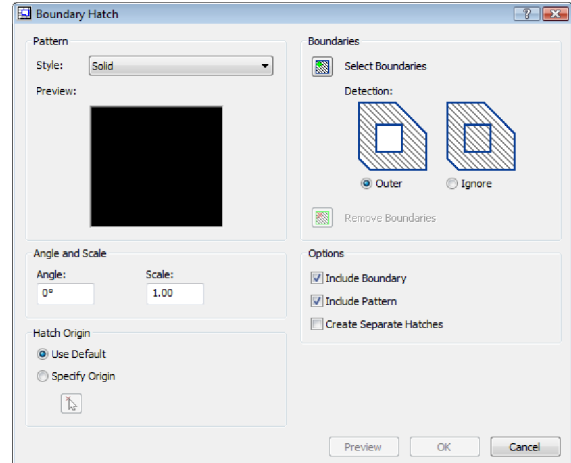 Boundary Hatch
Pattern
Style: Solid
Preview:
Angle and Scale
Angle: Scale:
0° 1.00
Hatch Origin
Use Default
Specify Origin
Boundaries
Select Boundaries
Detection:
Outer Ignore
Remove Boundaries
Options
Include Boundary
Include Pattern
Create Separate Hatches
Preview OK Cancel